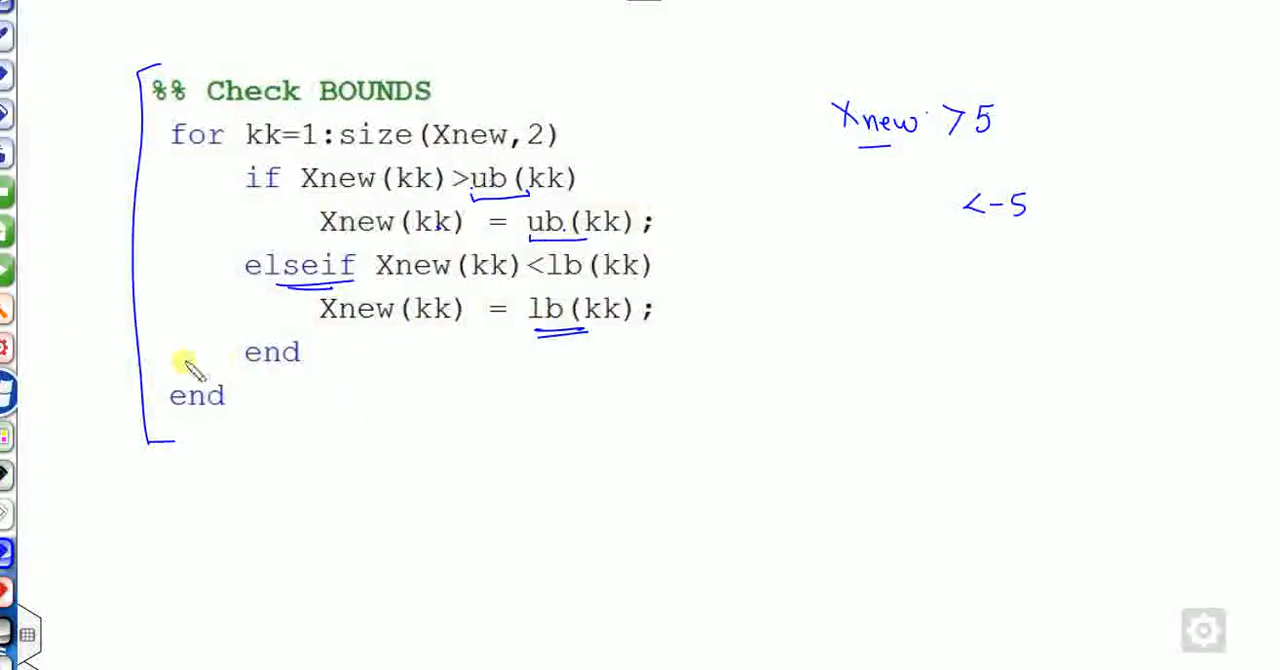 %% Check BOUNDS
for kk=1:size(Xnew,2)
if Xnew(kk)>ub(kk)
Xnew(kk) = ub(kk);
elseif Xnew(kk)<lb(kk)
Xnew(kk) = lb(kk);
end
end
Xnew >5
<-5